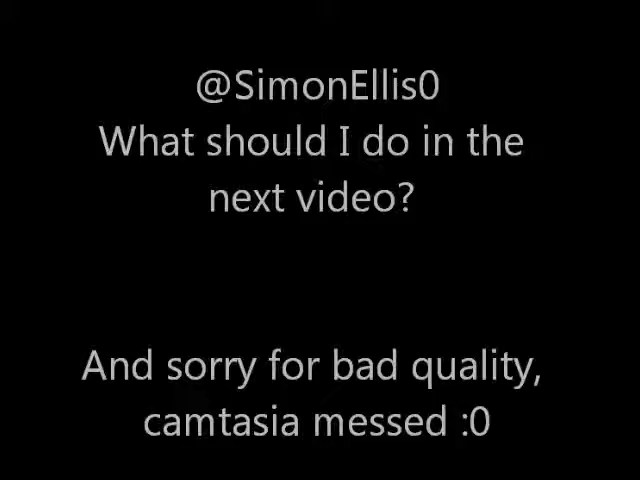 @SimonEllis0
What should I do in the
next video?
And sorry for bad quality,
camtasia messed :0